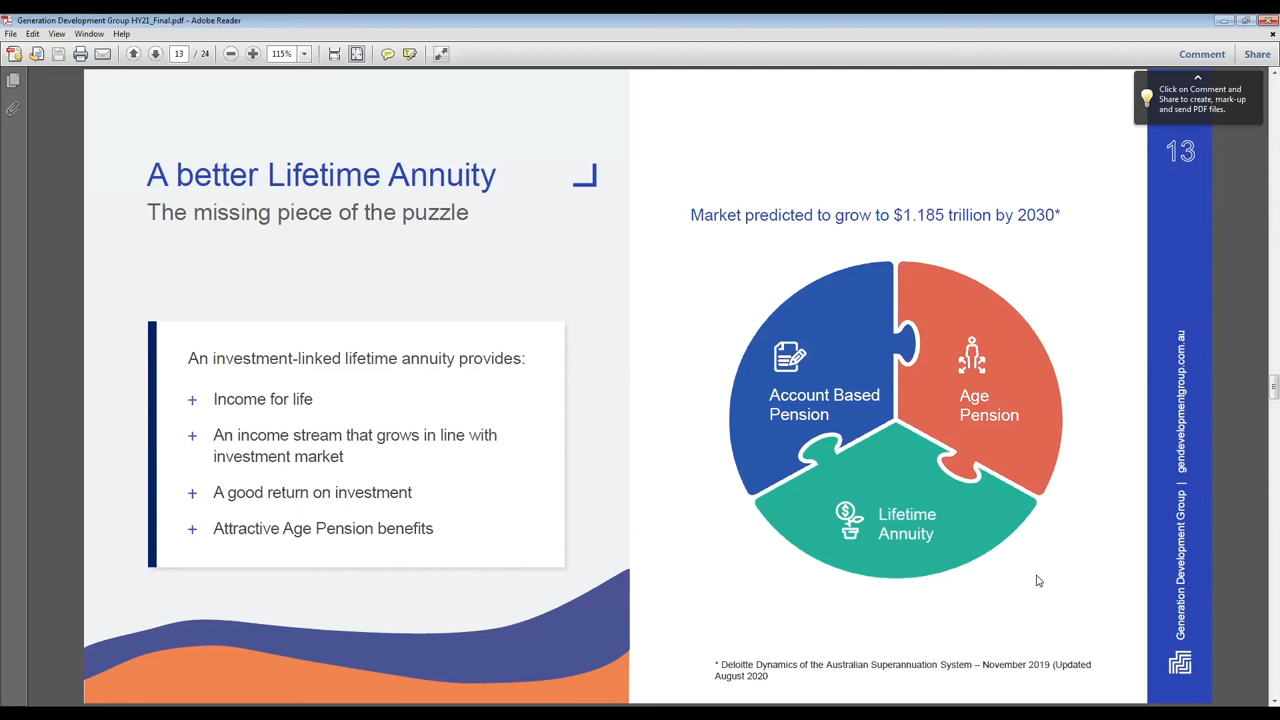 Generation Development Group HY21_Final.pdf - Adobe Reader
File Edit View Window Help
13 / 24 115% Comment Share
Click on Comment and
Share to create, mark-up
and send PDF files.
A better Lifetime Annuity
The missing piece of the puzzle
An investment-linked lifetime annuity provides:
+ Income for life
+ An income stream that grows in line with
investment market
+ A good return on investment
+ Attractive Age Pension benefits
Market predicted to grow to $1.185 trillion by 2030*
Account Based
Pension
Age
Pension
$
Lifetime
Annuity
* Deloitte Dynamics of the Australian Superannuation System – November 2019 (Updated
August 2020
13
Generation Development Group | gendevelopmentgroup.com.au